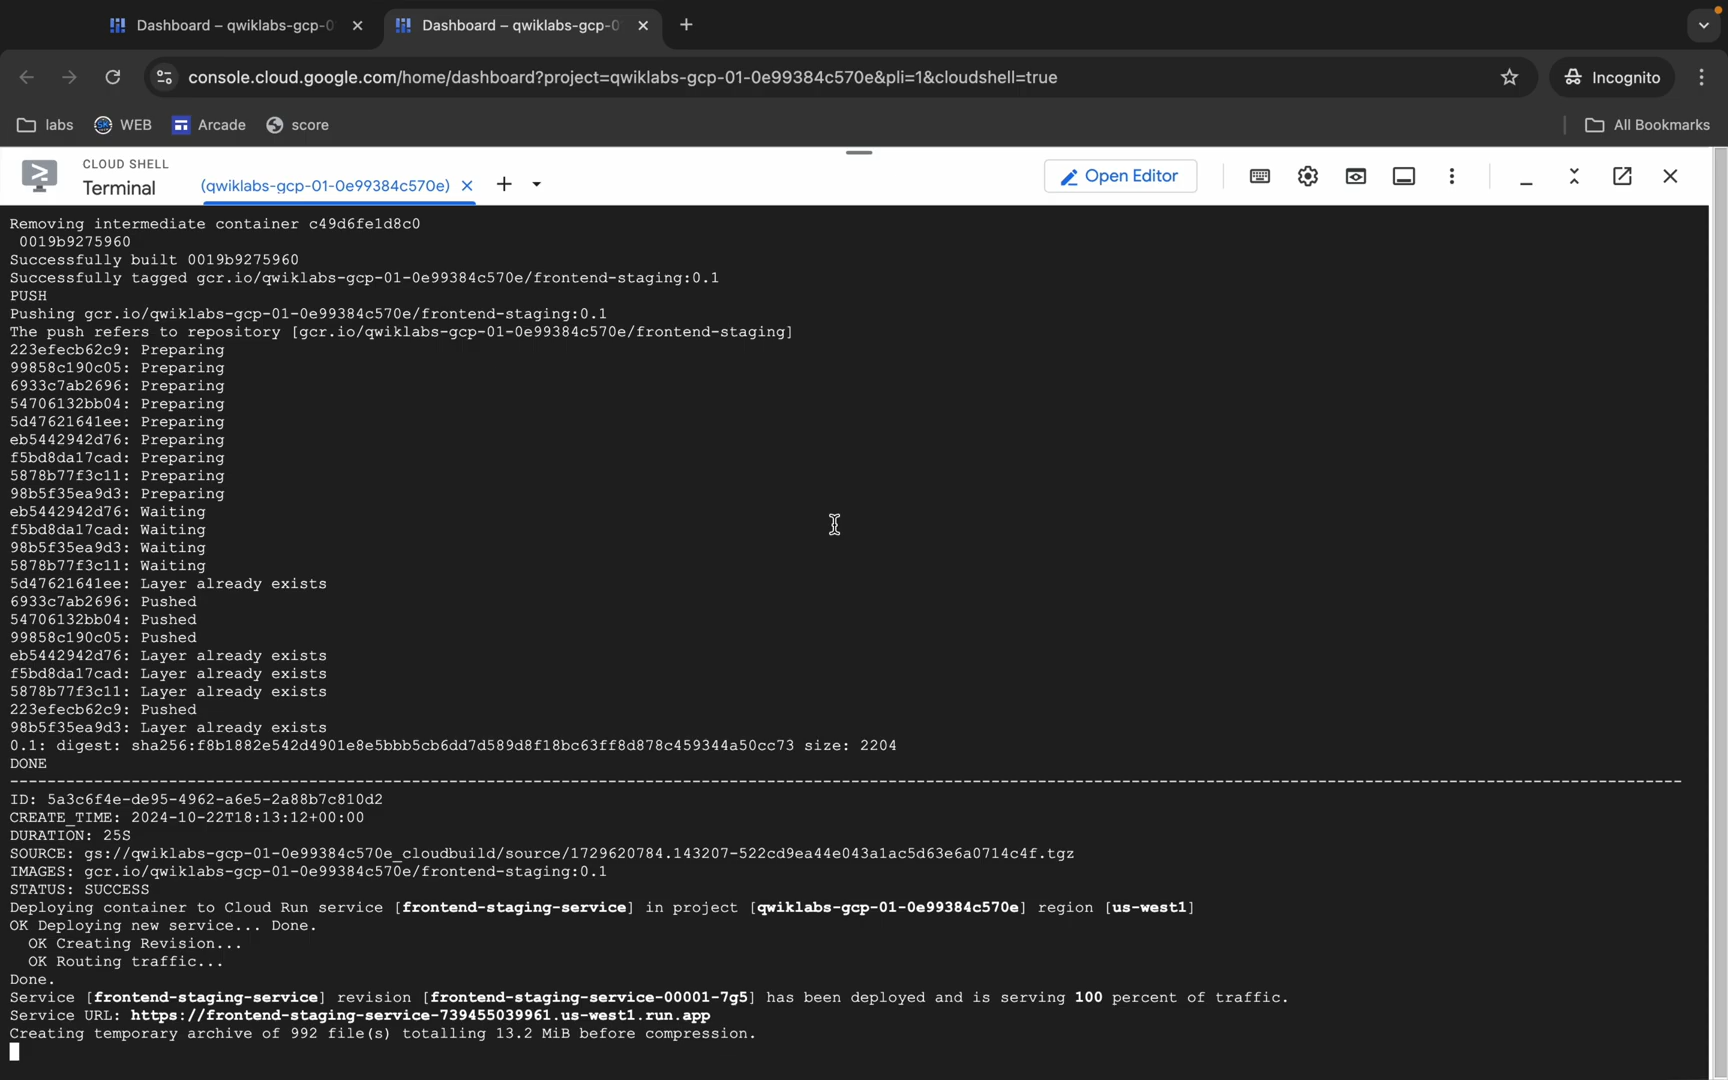 Dashboard – qwiklabs-gcp-0
Dashboard – qwiklabs-gcp-0
console.cloud.google.com/home/dashboard?project=qwiklabs-gcp-01-0e99384c570e&pli=1&cloudshell=true
Incognito
labs
WEB
Arcade
score
All Bookmarks
CLOUD SHELL
Terminal
(qwiklabs-gcp-01-0e99384c570e)
Open Editor
Removing intermediate container c49d6fe1d8c0
0019b9275960
Successfully built 0019b9275960
Successfully tagged gcr.io/qwiklabs-gcp-01-0e99384c570e/frontend-staging:0.1
PUSH
Pushing gcr.io/qwiklabs-gcp-01-0e99384c570e/frontend-staging:0.1
The push refers to repository [gcr.io/qwiklabs-gcp-01-0e99384c570e/frontend-staging]
223efecb62c9: Preparing
99858c190c05: Preparing
6933c7ab2696: Preparing
54706132bb04: Preparing
5d47621641ee: Preparing
eb5442942d76: Preparing
f5bd8da17cad: Preparing
5878b77f3c11: Preparing
98b5f35ea9d3: Preparing
eb5442942d76: Waiting
f5bd8da17cad: Waiting
98b5f35ea9d3: Waiting
5878b77f3c11: Waiting
5d47621641ee: Layer already exists
6933c7ab2696: Pushed
54706132bb04: Pushed
99858c190c05: Pushed
eb5442942d76: Layer already exists
f5bd8da17cad: Layer already exists
5878b77f3c11: Layer already exists
223efecb62c9: Pushed
98b5f35ea9d3: Layer already exists
0.1: digest: sha256:f8b1882e542d4901e8e5bbb5cb6dd7d589d8f18bc63ff8d878c459344a50cc73 size: 2204
DONE
--------------------------------------------------------------------------------
ID: 5a3c6f4e-de95-4962-a6e5-2a88b7c810d2
CREATE_TIME: 2024-10-22T18:13:12+00:00
DURATION: 25S
SOURCE: gs://qwiklabs-gcp-01-0e99384c570e_cloudbuild/source/1729620784.143207-522cd9ea44e043a1ac5d63e6a0714c4f.tgz
IMAGES: gcr.io/qwiklabs-gcp-01-0e99384c570e/frontend-staging:0.1
STATUS: SUCCESS
Deploying container to Cloud Run service [frontend-staging-service] in project [qwiklabs-gcp-01-0e99384c570e] region [us-west1]
OK Deploying new service... Done.
OK Creating Revision...
OK Routing traffic...
Done.
Service [frontend-staging-service] revision [frontend-staging-service-00001-7g5] has been deployed and is serving 100 percent of traffic.
Service URL: https://frontend-staging-service-739455039961.us-west1.run.app
Creating temporary archive of 992 file(s) totalling 13.2 MiB before compression.